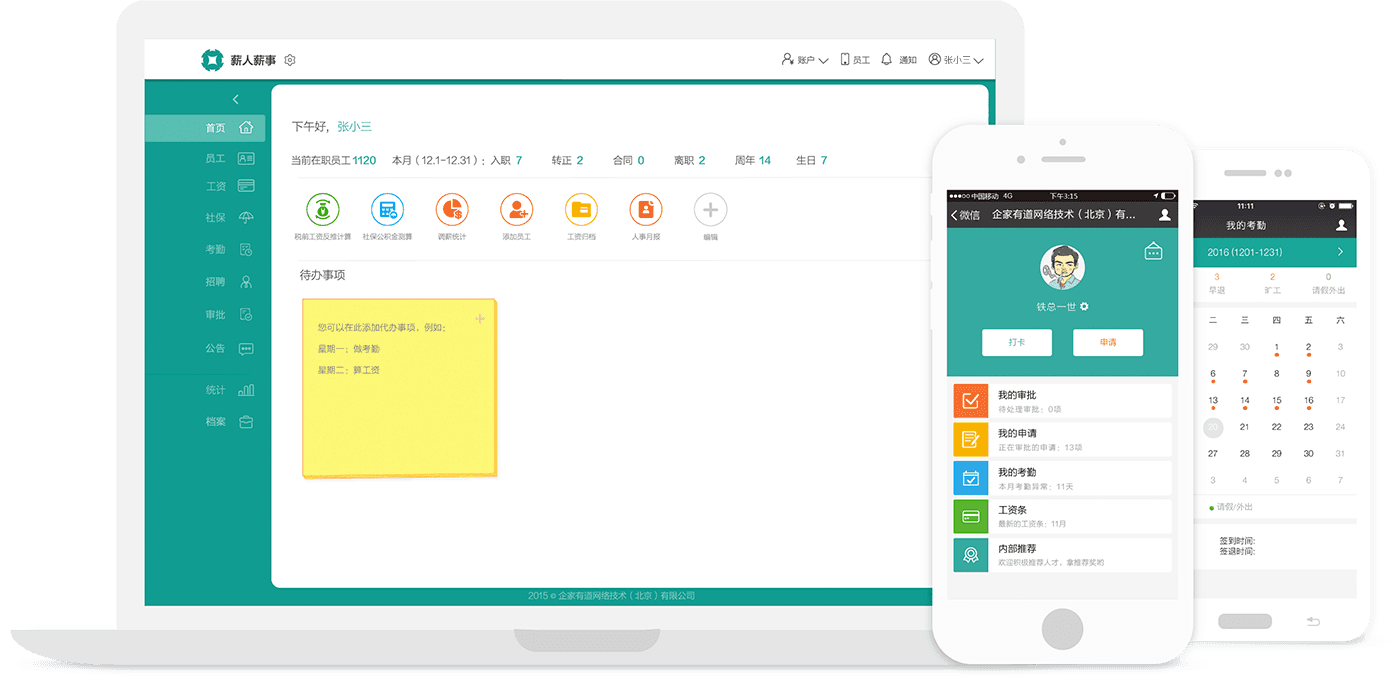 薪人薪事
账户
员工
通知
张小三
首页
员工
工资
社保
考勤
招聘
审批
公告
统计
档案
下午好，张小三
当前在职员工1120 本月（12.1-12.31）：入职 7 转正 2 合同 0 离职 2 周年 14 生日 7
税前工资反推计算
社保公积金测算
调薪统计
添加员工
工资归档
人事月报
编辑
待办事项
您可以在此添加代办事项，例如：
星期一：做考勤
星期二：算工资
2015 © 企家有道网络技术（北京）有限公司
中国移动 4G 下午3:15
微信 企家有道网络技术（北京）有...
铁总一世
打卡
申请
我的审批
待处理审批：0项
我的申请
正在审批的申请：13项
我的考勤
本月考勤异常：11天
工资条
最新的工资条：11月
内部推荐
欢迎积极推荐人才，拿推荐奖哟
11:11
我的考勤
2016 (1201-1231)
3 2 0
早退 旷工 请假外出
二 三 四 五 六
29 30 1 2 3
6 7 8 9 10
13 14 15 16 17
20 21 22 23 24
27 28 29 30 31
3 4 5 6 7
请假/外出
签到时间:
签退时间: